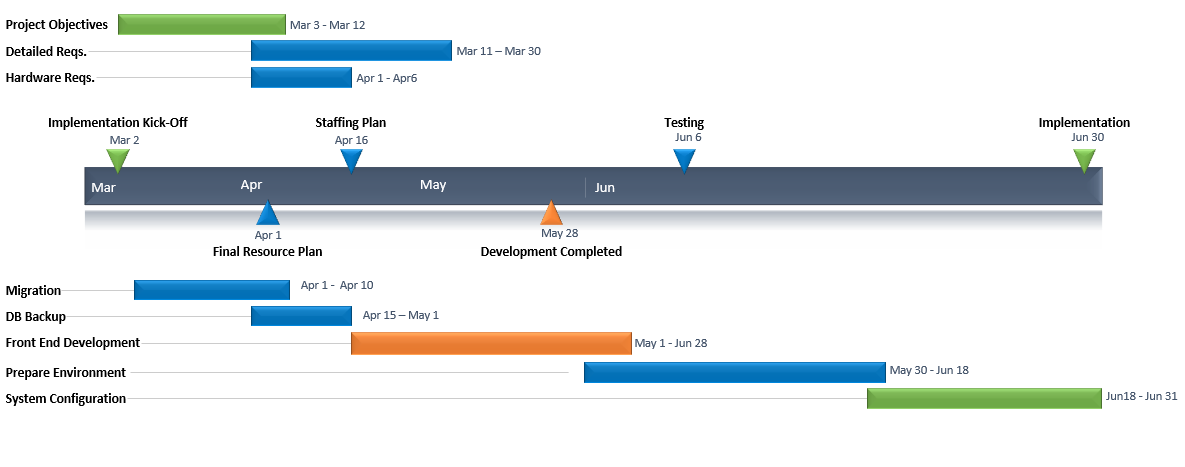 Project Objectives
Mar 3 - Mar 12
Detailed Reqs.
Mar 11 – Mar 30
Hardware Reqs.
Apr 1 - Apr6
Implementation Kick-Off
Mar 2
Staffing Plan
Apr 16
Testing
Jun 6
Implementation
Jun 30
Mar
Apr
May
Jun
Apr 1
Final Resource Plan
May 28
Development Completed
Migration
Apr 1 - Apr 10
DB Backup
Apr 15 – May 1
Front End Development
May 1 - Jun 28
Prepare Environment
May 30 - Jun 18
System Configuration
Jun18 - Jun 31